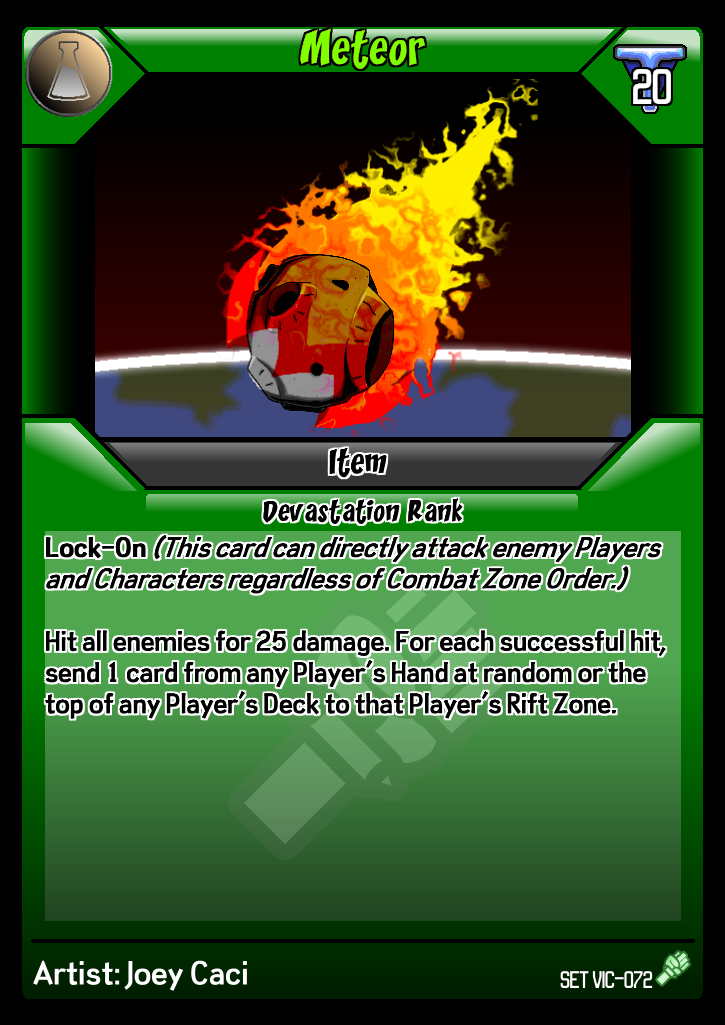 Meteor
20
Item
Devastation Rank
Lock-On (This card can directly attack enemy Players
and Characters regardless of Combat Zone Order.)
Hit all enemies for 25 damage. For each successful hit,
send 1 card from any Player's Hand at random or the
top of any Player's Deck to that Player's Rift Zone.
Artist: Joey Caci
SET VIC-072